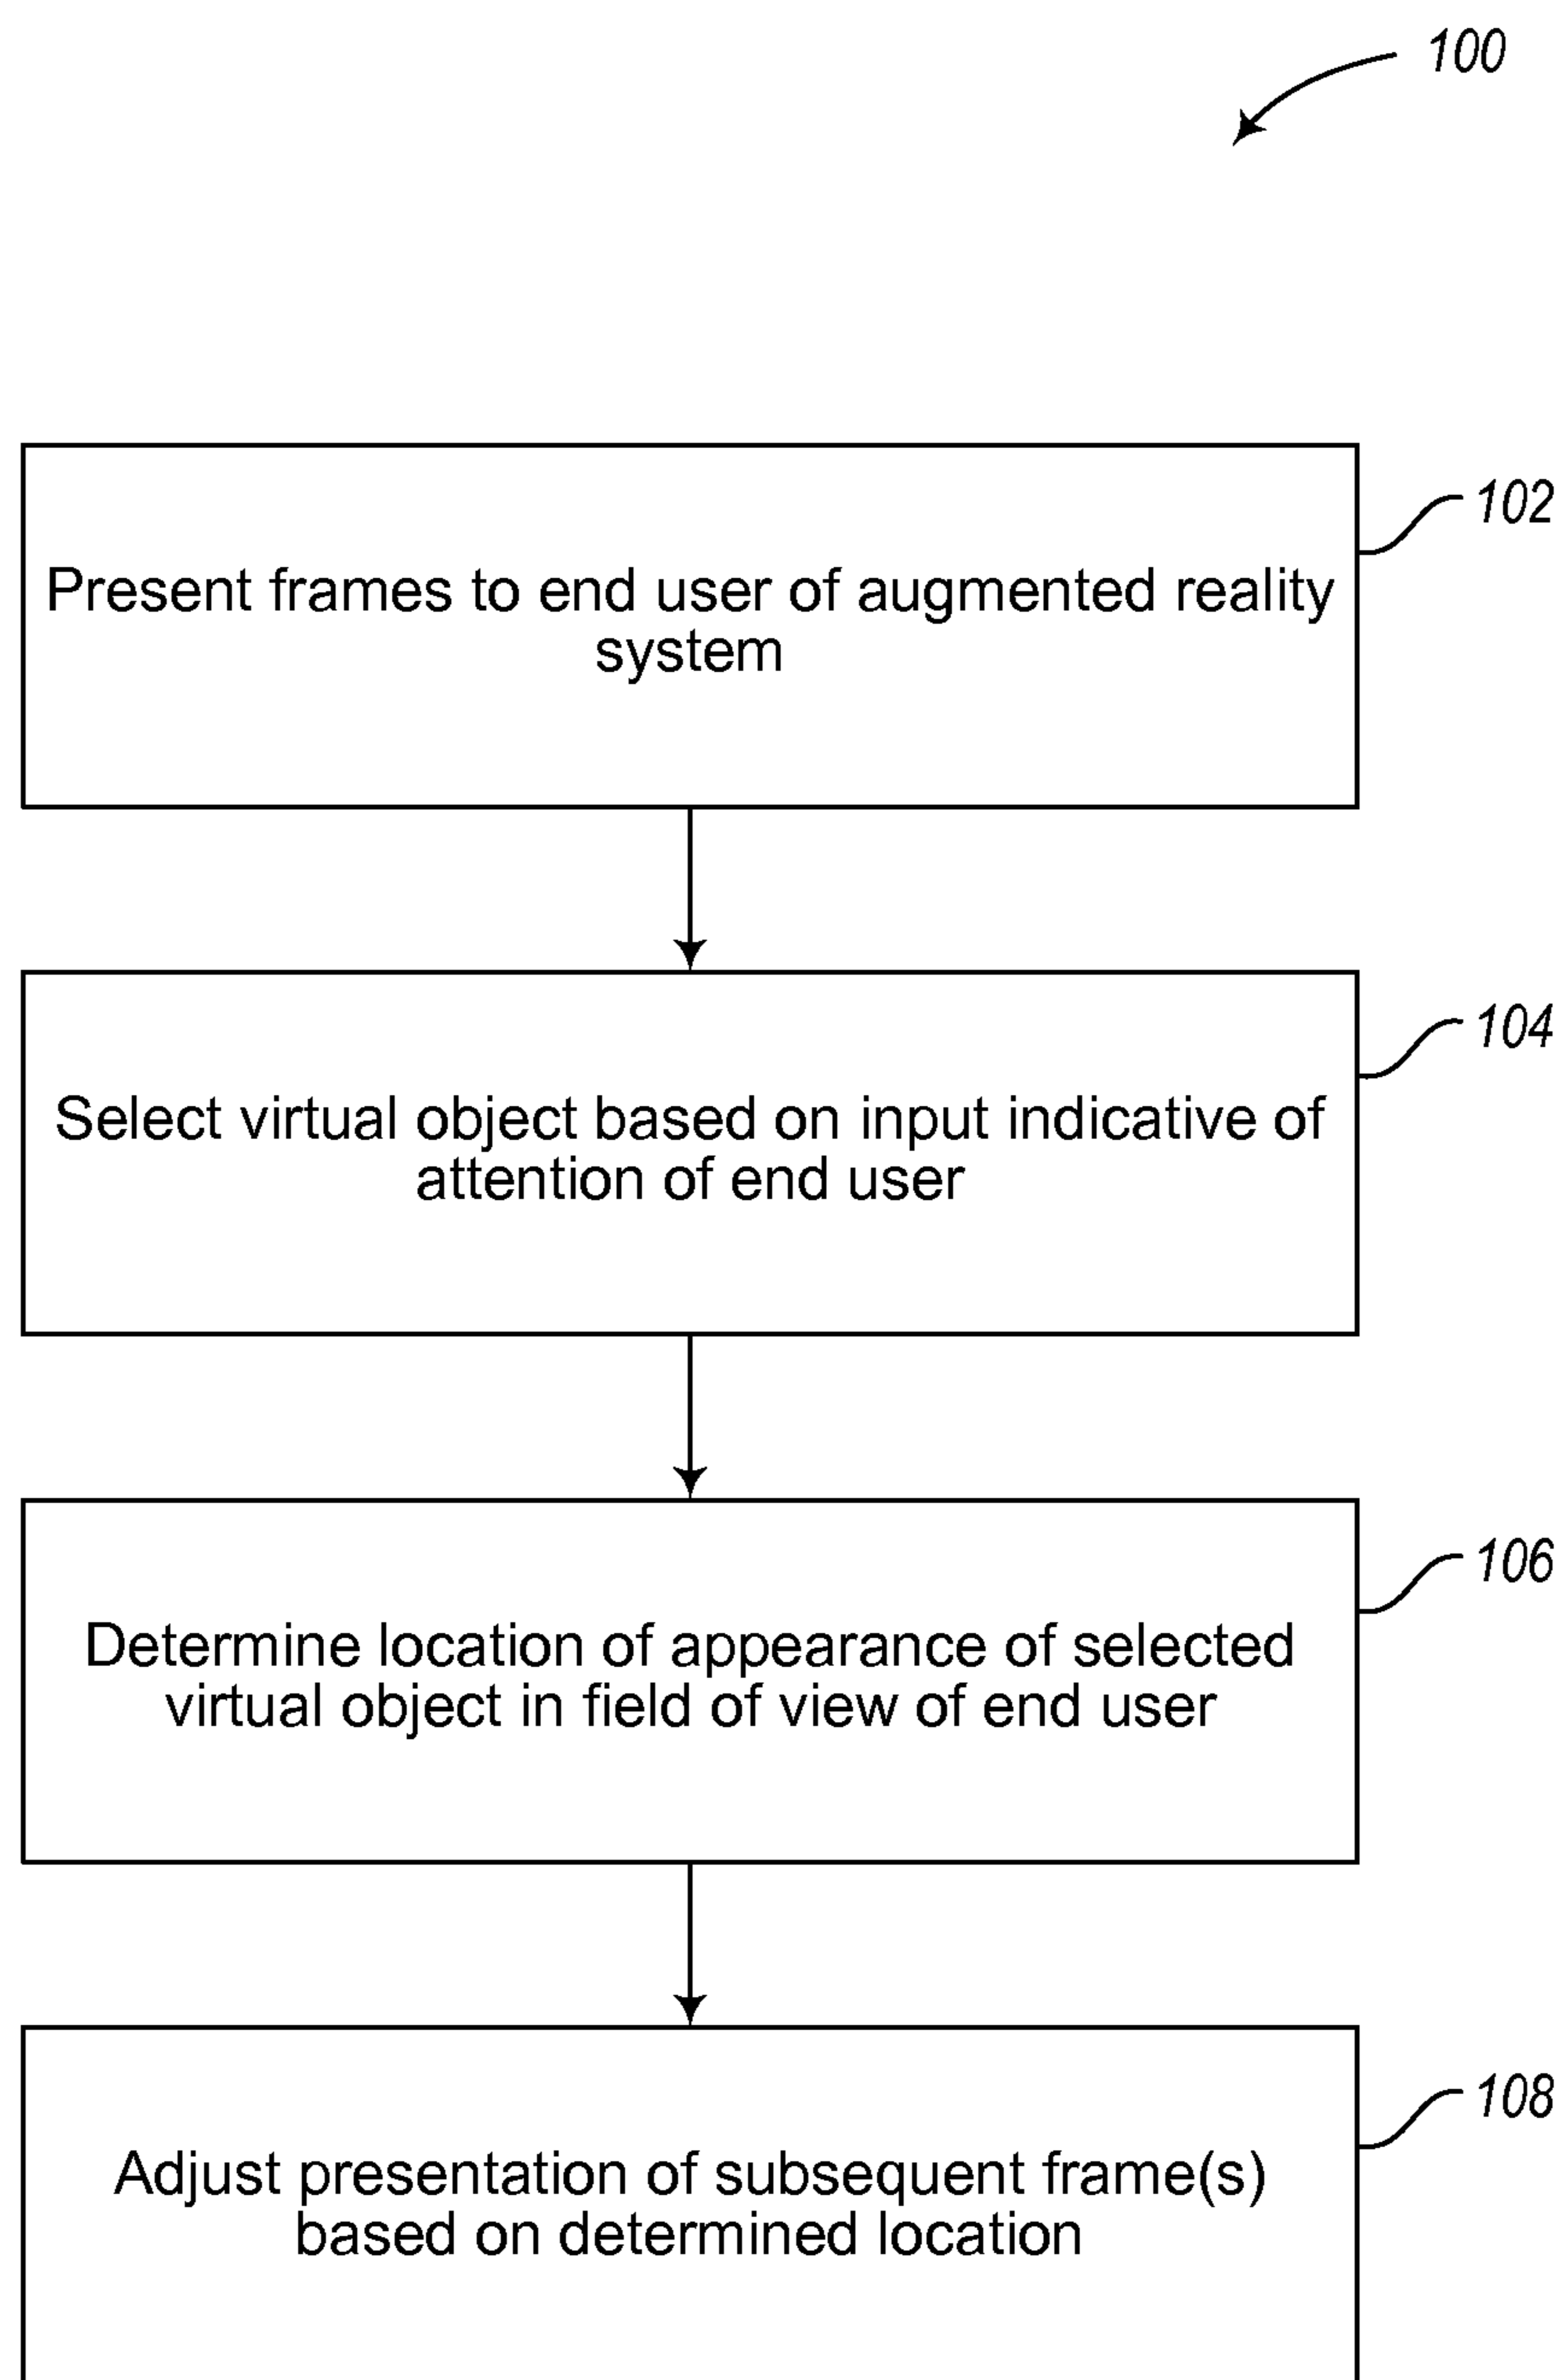 100
102
Present frames to end user of augmented reality
system
104
Select virtual object based on input indicative of
attention of end user
106
Determine location of appearance of selected
virtual object in field of view of end user
108
Adjust presentation of subsequent frame(s)
based on determined location